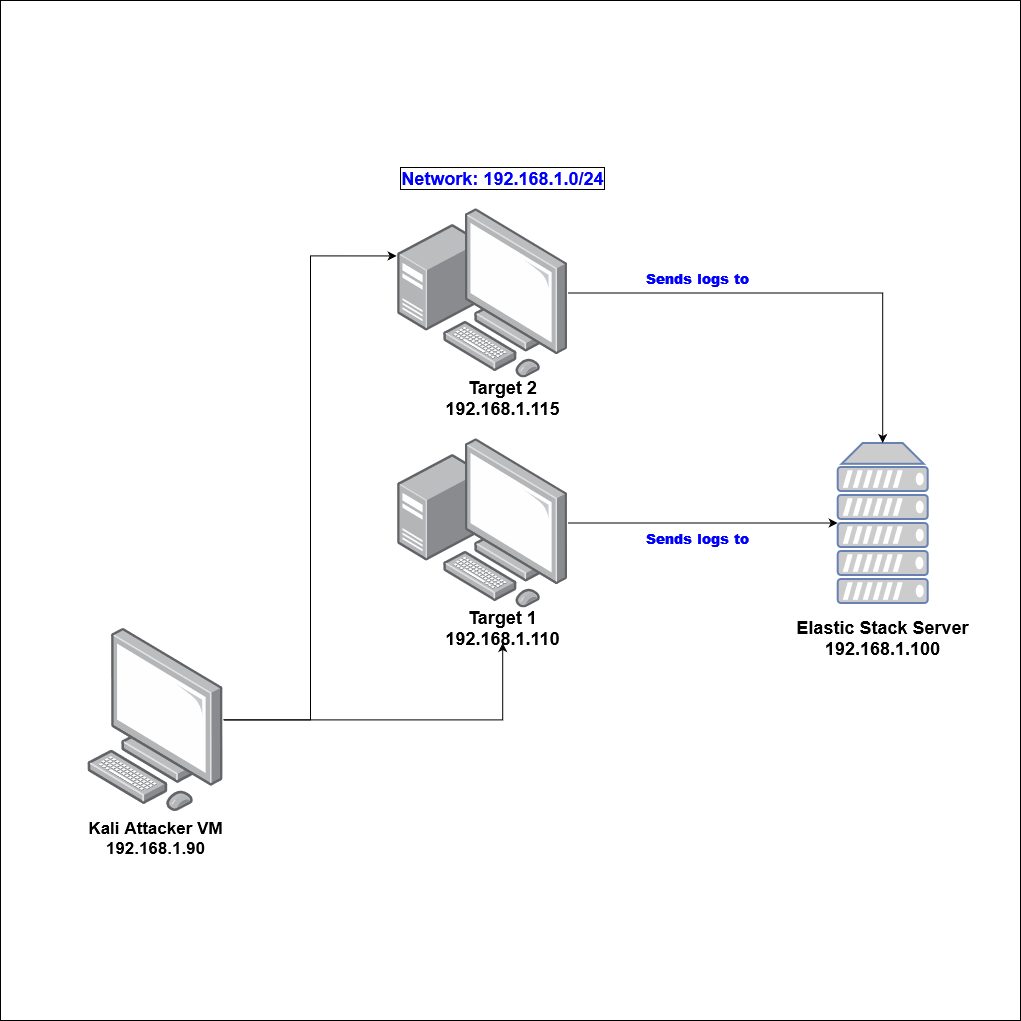 Network: 192.168.1.0/24
Sends logs to
Target 2
192.168.1.115
Sends logs to
Target 1
192.168.1.110
Elastic Stack Server
192.168.1.100
Kali Attacker VM
192.168.1.90